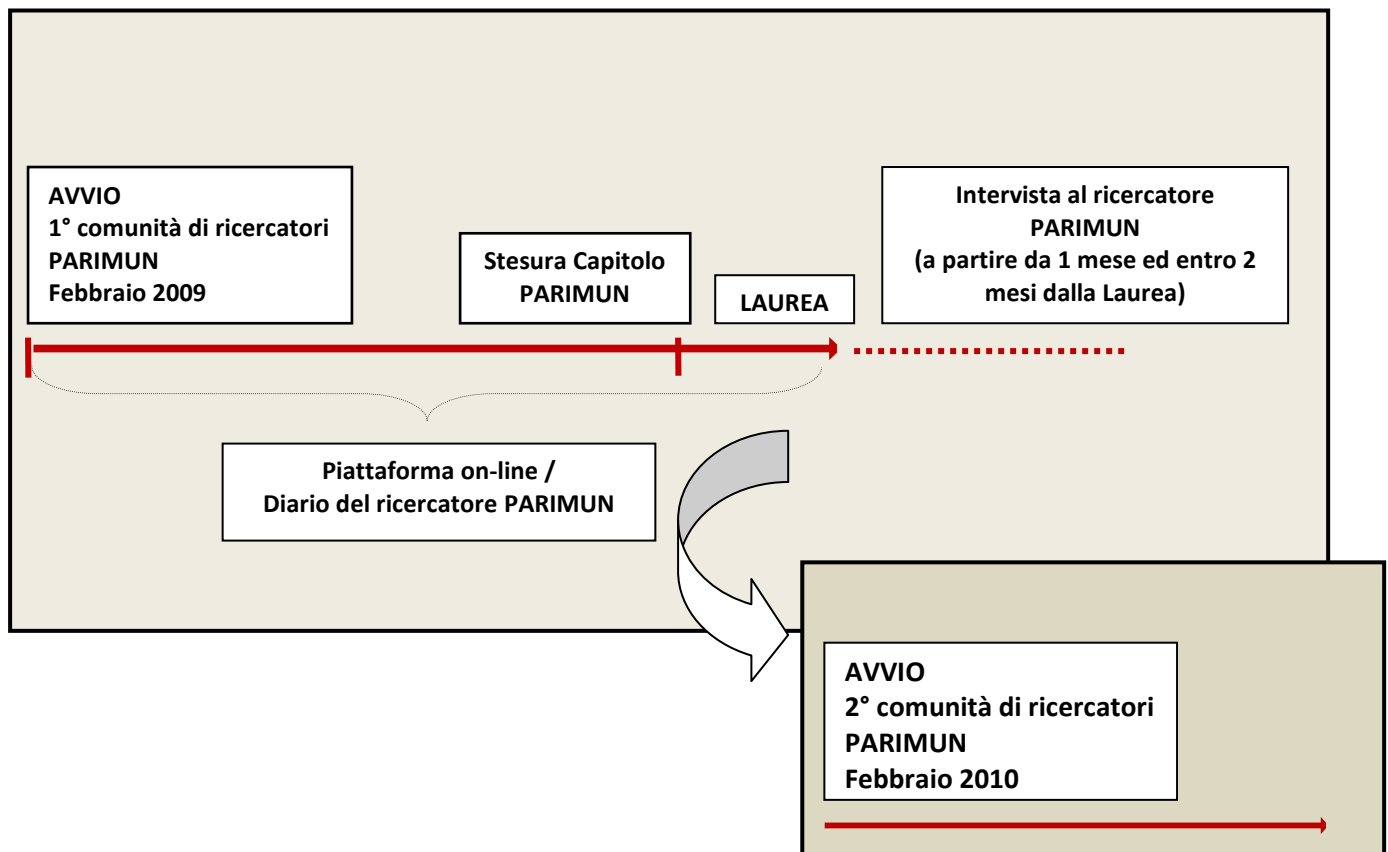 AVVIO
1° comunità di ricercatori
PARIMUN
Febbraio 2009
Stesura Capitolo
PARIMUN
LAUREA
Intervista al ricercatore
PARIMUN
(a partire da 1 mese ed entro 2
mesi dalla Laurea)
Piattaforma on-line /
Diario del ricercatore PARIMUN
AVVIO
2° comunità di ricercatori
PARIMUN
Febbraio 2010